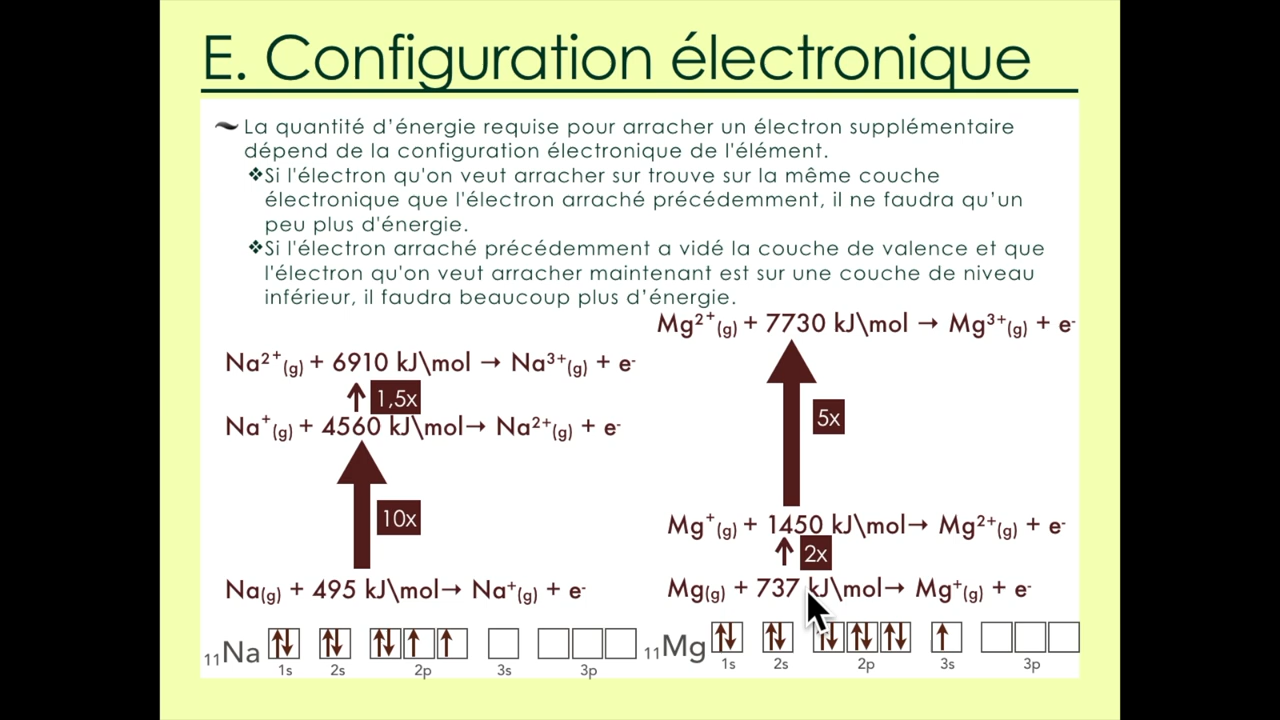 E. Configuration électronique
La quantité d’énergie requise pour arracher un électron supplémentaire
dépend de la configuration électronique de l'élément.
❖Si l'électron qu'on veut arracher sur trouve sur la même couche
électronique que l'électron arraché précédemment, il ne faudra qu’un
peu plus d'énergie.
❖Si l'électron arraché précédemment a vidé la couche de valence et que
l'électron qu'on veut arracher maintenant est sur une couche de niveau
inférieur, il faudra beaucoup plus d’énergie.
Mg²⁺(g) + 7730 kJ\mol → Mg³⁺(g) + e⁻
Na²⁺(g) + 6910 kJ\mol → Na³⁺(g) + e⁻
1,5x
Na⁺(g) + 4560 kJ\mol→ Na²⁺(g) + e⁻
5x
10x
Mg⁺(g) + 1450 kJ\mol→ Mg²⁺(g) + e⁻
2x
Na(g) + 495 kJ\mol→ Na⁺(g) + e⁻
Mg(g) + 737 kJ\mol→ Mg⁺(g) + e⁻
₁₁Na
1s 2s 2p 3s 3p
₁₁Mg
1s 2s 2p 3s 3p